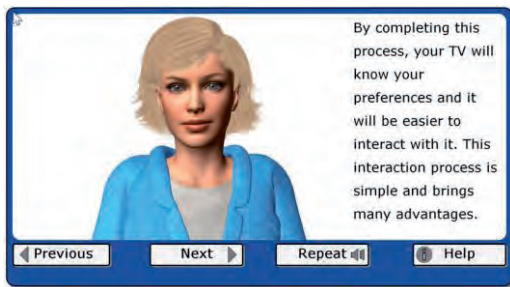 By completing this
process, your TV will
know your
preferences and it
will be easier to
interact with it. This
interaction process is
simple and brings
many advantages.
Previous
Next
Repeat
Help